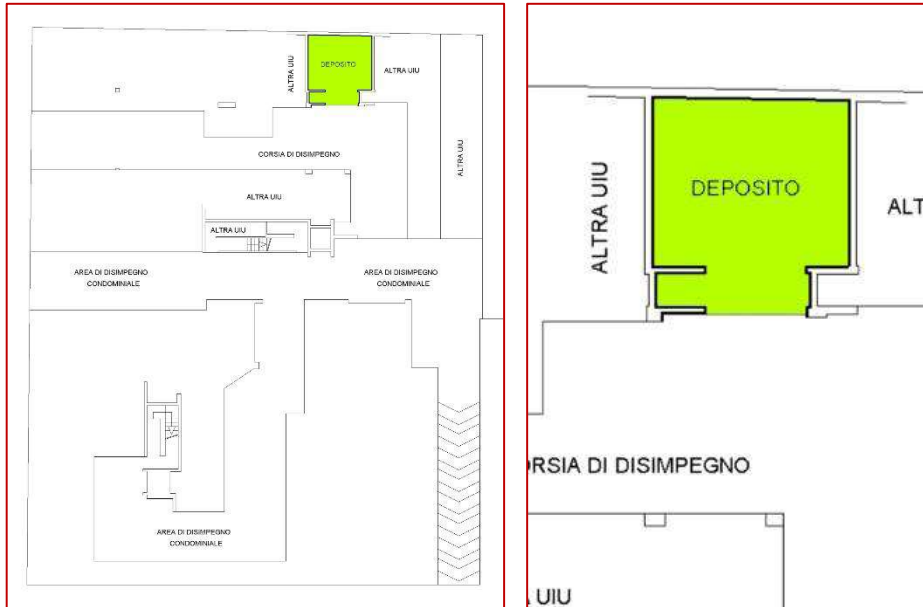 ALTRA UIU
DEPOSITO
ALTRA UIU
CORSIA DI DISIMPEGNO
ALTRA UIU
ALTRA UIU
ALTRA UIU
AREA DI DISIMPEGNO
CONDOMINIALE
AREA DI DISIMPEGNO
CONDOMINIALE
AREA DI DISIMPEGNO
CONDOMINIALE
ALTRA UIU
DEPOSITO
ALT
RSIA DI DISIMPEGNO
UIU